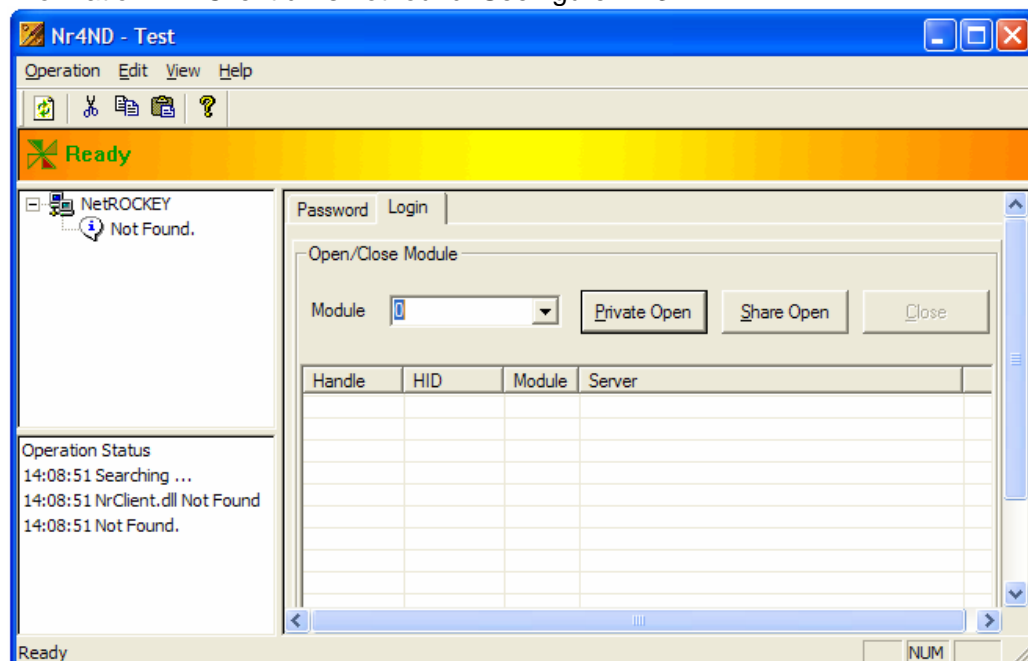 Nr4ND - Test
Operation Edit View Help
Ready
NetROCKEY
Not Found.
Password Login
Open/Close Module
Module 0 Private Open Share Open Close
Handle HID Module Server
Operation Status
14:08:51 Searching ...
14:08:51 NrClient.dll Not Found
14:08:51 Not Found.
Ready NUM